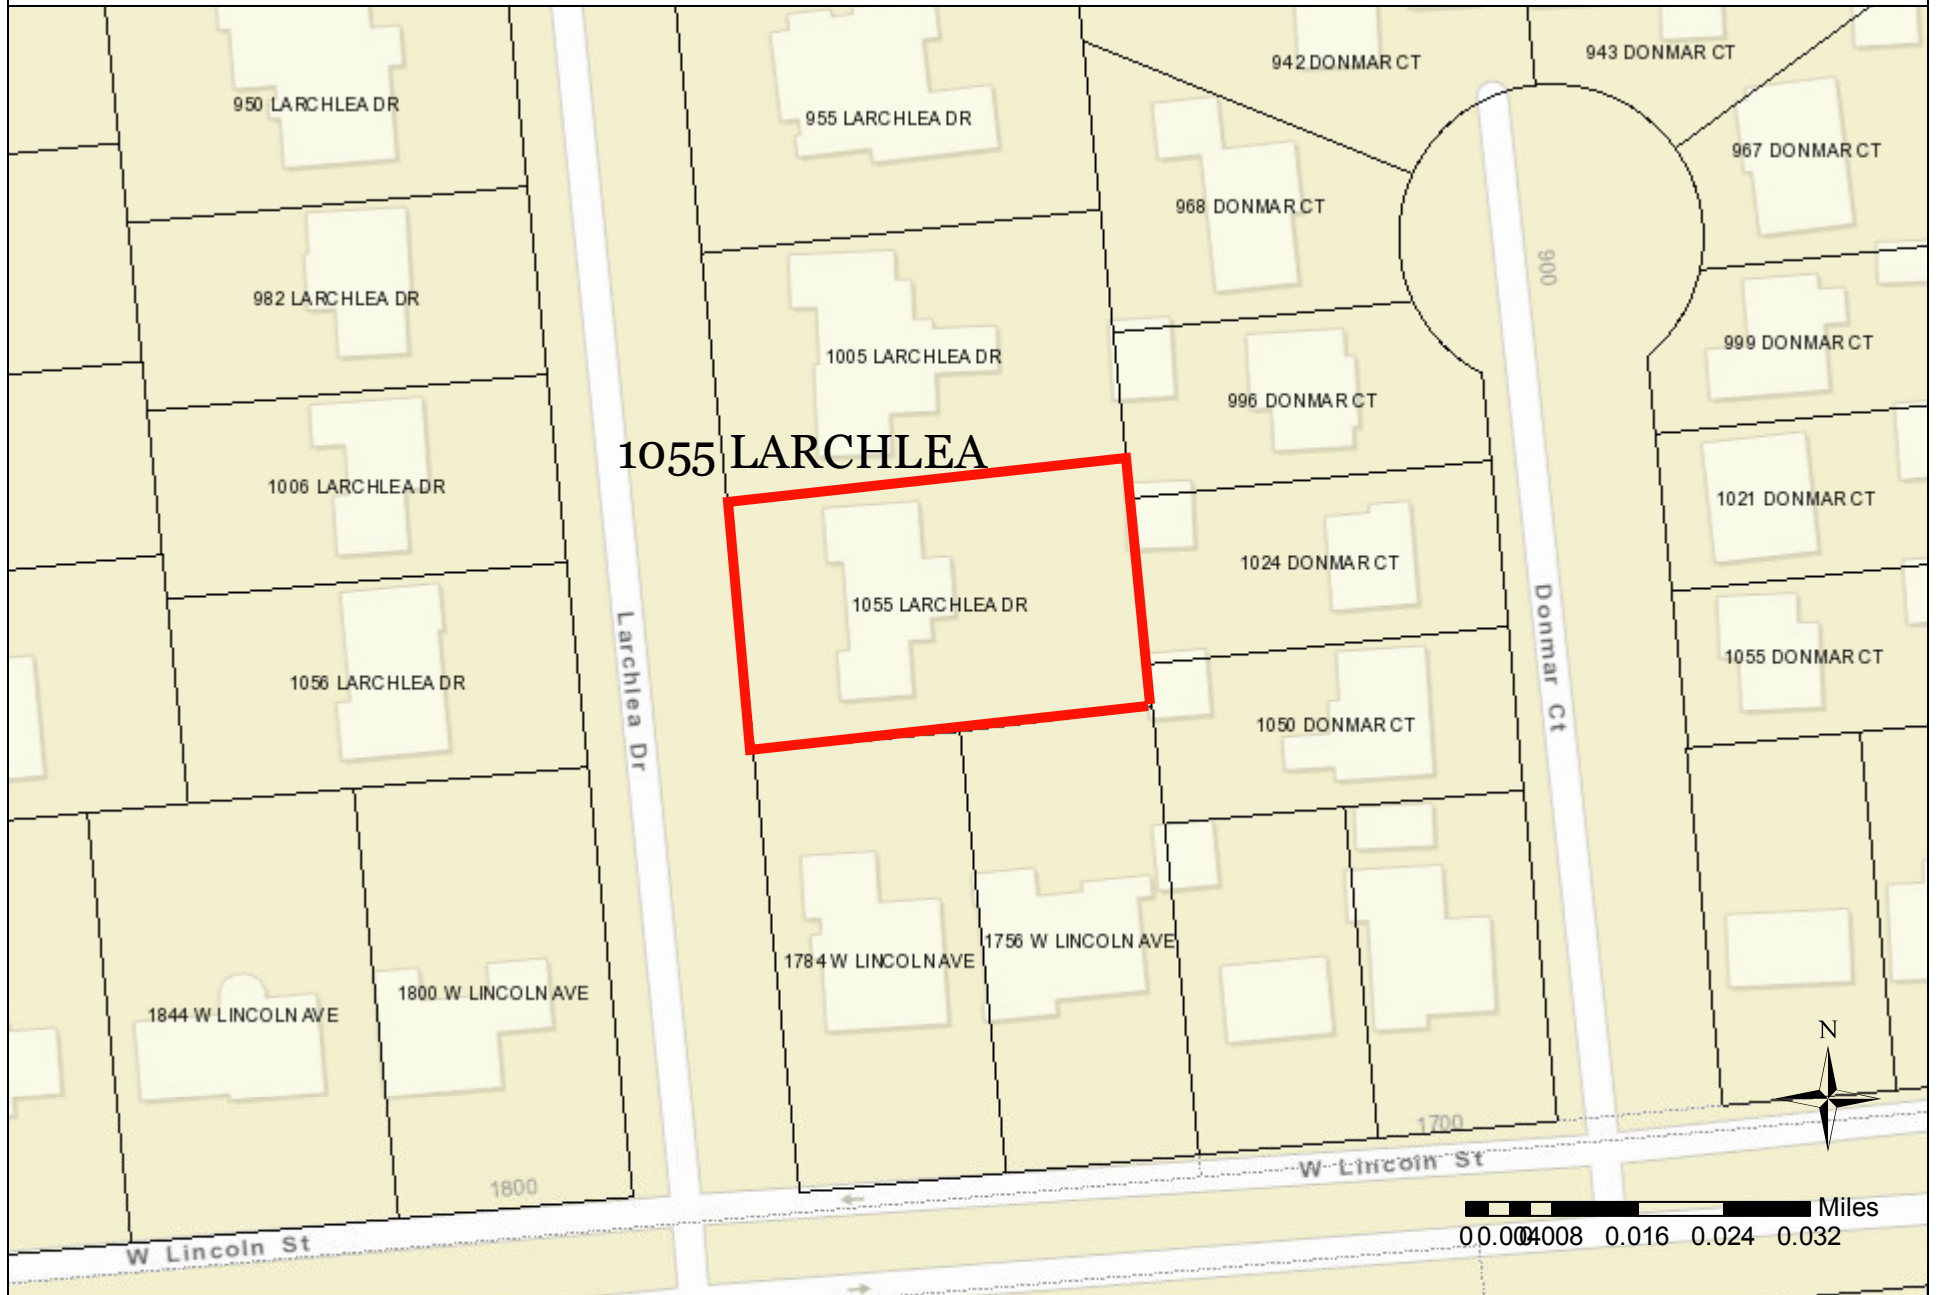 942 DONMAR CT
943 DONMAR CT
950 LARCHLEA DR
955 LARCHLEA DR
967 DONMAR CT
968 DONMAR CT
900
982 LARCHLEA DR
999 DONMAR CT
1005 LARCHLEA DR
996 DONMAR CT
1055 LARCHLEA
1006 LARCHLEA DR
1021 DONMAR CT
1024 DONMAR CT
1055 LARCHLEA DR
Larchlea Dr
Donmar Ct
1055 DONMAR CT
1056 LARCHLEA DR
1050 DONMAR CT
1756 W LINCOLN AVE
1784 W LINCOLN AVE
1800 W LINCOLN AVE
1844 W LINCOLN AVE
N
1700
W Lincoln St
1800
W Lincoln St
Miles
0 0.004 0.008 0.016 0.024 0.032